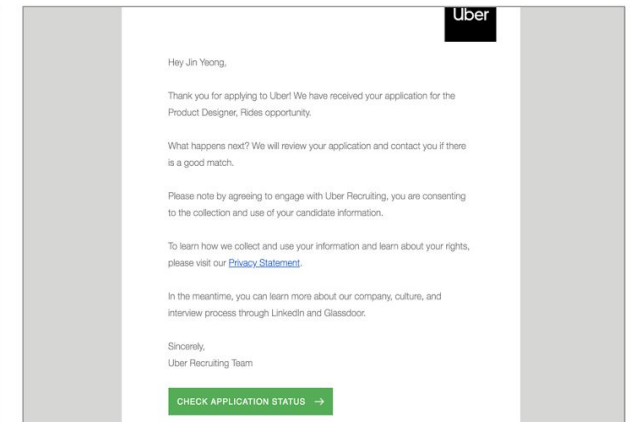 Uber
Hey Jin Yeong,
Thank you for applying to Uber! We have received your application for the
Product Designer, Rides opportunity.
What happens next? We will review your application and contact you if there
is a good match.
Please note by agreeing to engage with Uber Recruiting, you are consenting
to the collection and use of your candidate information.
To learn how we collect and use your information and learn about your rights,
please visit our Privacy Statement.
In the meantime, you can learn more about our company, culture, and
interview process through LinkedIn and Glassdoor.
Sincerely,
Uber Recruiting Team
CHECK APPLICATION STATUS →